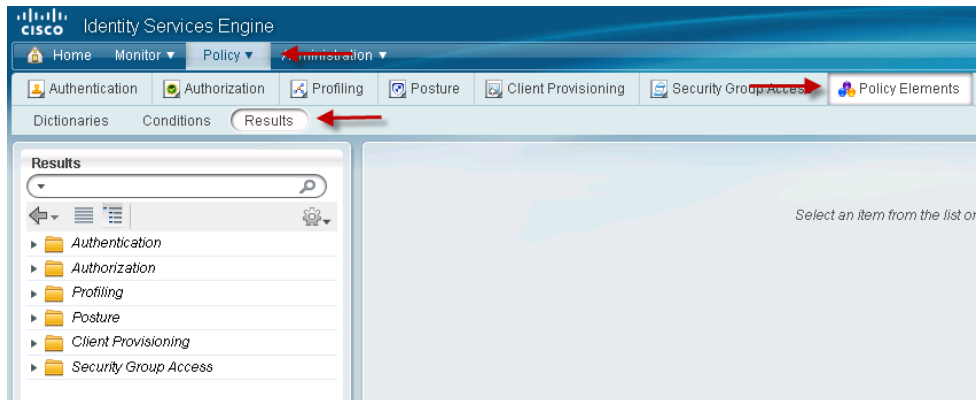 cisco Identity Services Engine
Home Monitor Policy Administration
Authentication Authorization Profiling Posture Client Provisioning Security Group Access Policy Elements
Dictionaries Conditions Results
Results
Select an item from the list or
Authentication
Authorization
Profiling
Posture
Client Provisioning
Security Group Access